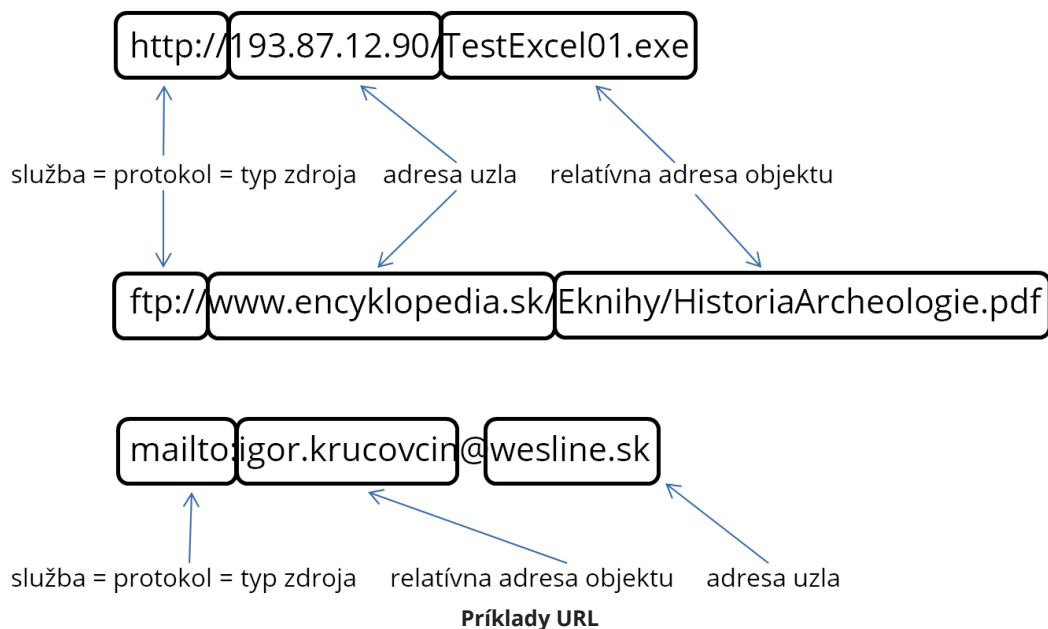 http://193.87.12.90/TestExcel01.exe
služba = protokol = typ zdroja adresa uzla relatívna adresa objektu
ftp://www.encyklopedia.sk/Eknihy/HistoriaArcheologie.pdf
mailto:igor.krucovcin@wesline.sk
služba = protokol = typ zdroja relatívna adresa objektu adresa uzla
Príklady URL